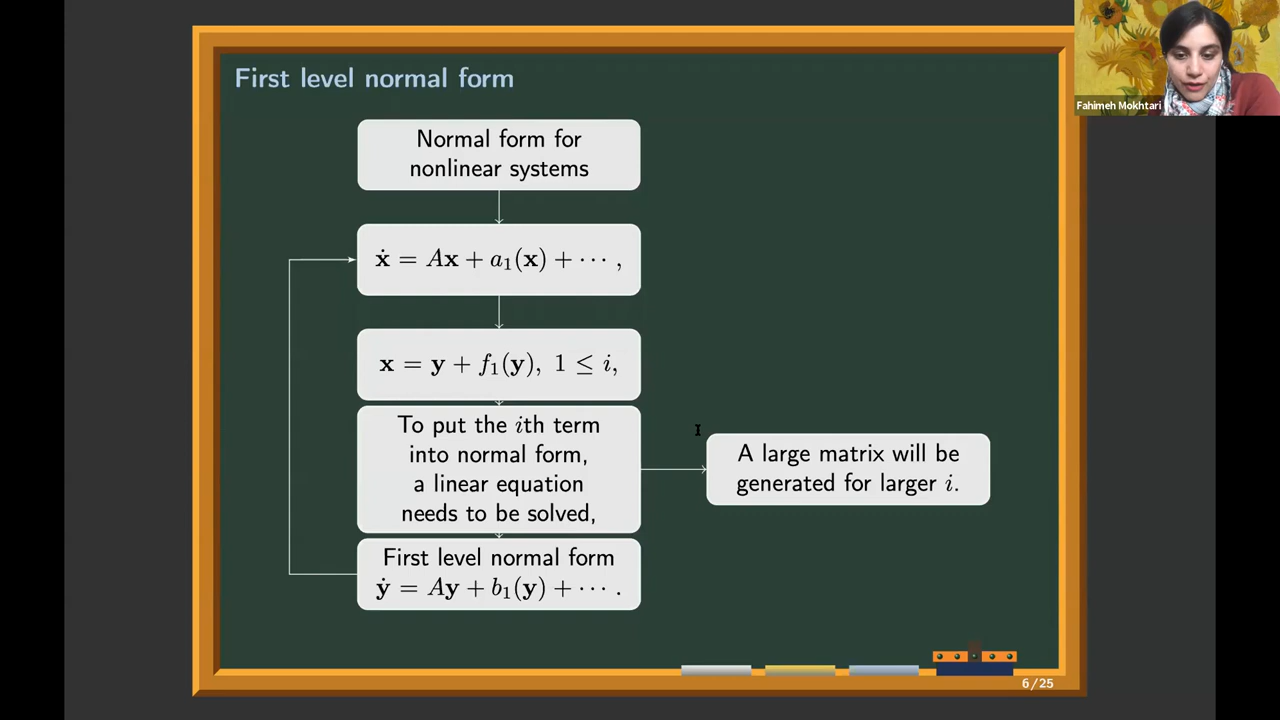 First level normal form
Normal form for
nonlinear systems
ẋ = Ax + a₁(x) + ··· ,
x = y + f₁(y), 1 ≤ i,
To put the ith term
into normal form,
a linear equation
needs to be solved,
A large matrix will be
generated for larger i.
First level normal form
ẏ = Ay + b₁(y) + ··· .
6/25
Fahimeh Mokhtari